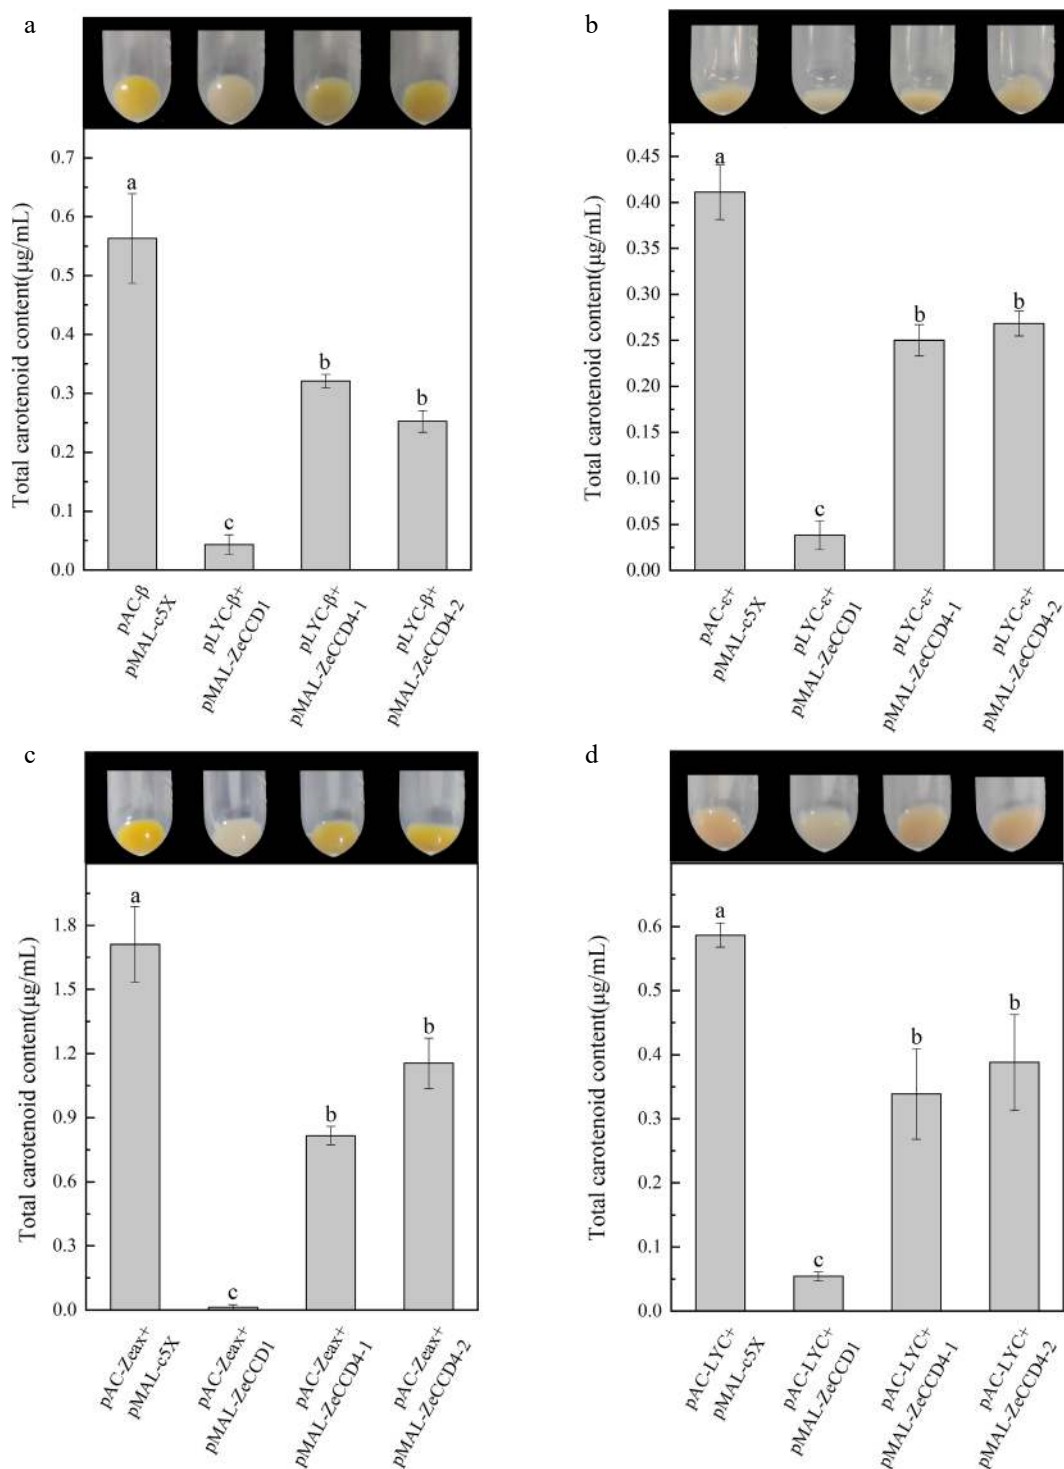 a
Total carotenoid content(μg/mL)
0.7
0.6
0.5
0.4
0.3
0.2
0.1
0.0
a
c
b
b
pAC-β
pMAL-c5X
pLYC-β+
pMAL-ZeCCD1
pLYC-β+
pMAL-ZeCCD4-1
pLYC-β+
pMAL-ZeCCD4-2
b
Total carotenoid content(μg/mL)
0.45
0.40
0.35
0.30
0.25
0.20
0.15
0.10
0.05
0.00
a
c
b
b
pAC-ε+
pMAL-c5X
pLYC-ε+
pMAL-ZeCCD1
pLYC-ε+
pMAL-ZeCCD4-1
pLYC-ε+
pMAL-ZeCCD4-2
c
Total carotenoid content(μg/mL)
1.8
1.5
1.2
0.9
0.6
0.3
0.0
a
c
b
b
pAC-Zeax+
pMAL-c5X
pAC-Zeax+
pMAL-ZeCCD1
pAC-Zeax+
pMAL-ZeCCD4-1
pAC-Zeax+
pMAL-ZeCCD4-2
d
Total carotenoid content(μg/mL)
0.6
0.5
0.4
0.3
0.2
0.1
0.0
a
c
b
b
pAC-LYC+
pMAL-c5X
pAC-LYC+
pMAL-ZeCCD1
pAC-LYC+
pMAL-ZeCCD4-1
pAC-LYC+
pMAL-ZeCCD4-2